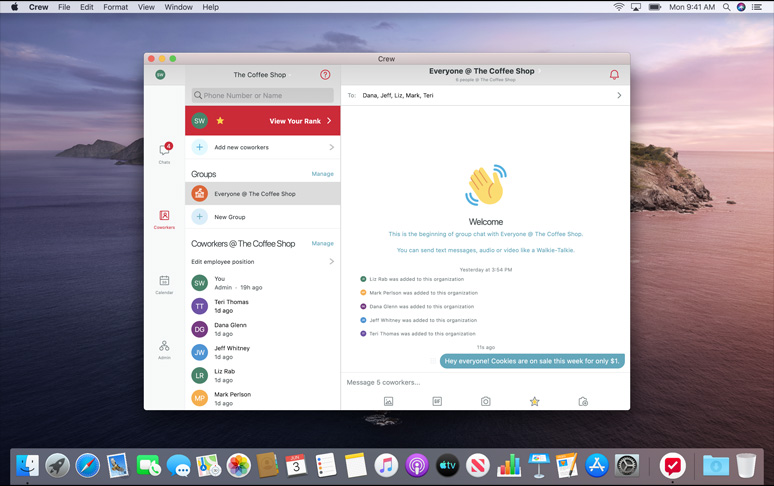 Crew File Edit Format View Window Help
Mon 9:41 AM
Crew
SW
The Coffee Shop
Everyone @ The Coffee Shop
6 people @ The Coffee Shop
Phone Number or Name
To: Dana, Jeff, Liz, Mark, Teri
SW
View Your Rank
4
Chats
Add new coworkers
Groups
Manage
Everyone @ The Coffee Shop
New Group
Coworkers
Coworkers @ The Coffee Shop
Manage
Edit employee position
Calendar
SW
You
Admin · 19h ago
TT
Teri Thomas
1d ago
DG
Dana Glenn
1d ago
Admin
JW
Jeff Whitney
1d ago
LR
Liz Rab
1d ago
MP
Mark Perlson
1d ago
Welcome
This is the beginning of group chat with Everyone @ The Coffee Shop.
You can send text messages, audio or video like a Walkie-Talkie.
Yesterday at 3:54 PM
Liz Rab was added to this organization
Mark Perlson was added to this organization
Dana Glenn was added to this organization
Jeff Whitney was added to this organization
Teri Thomas was added to this organization
11s ago
Hey everyone! Cookies are on sale this week for only $1.
Message 5 coworkers...
JUN
3
tv